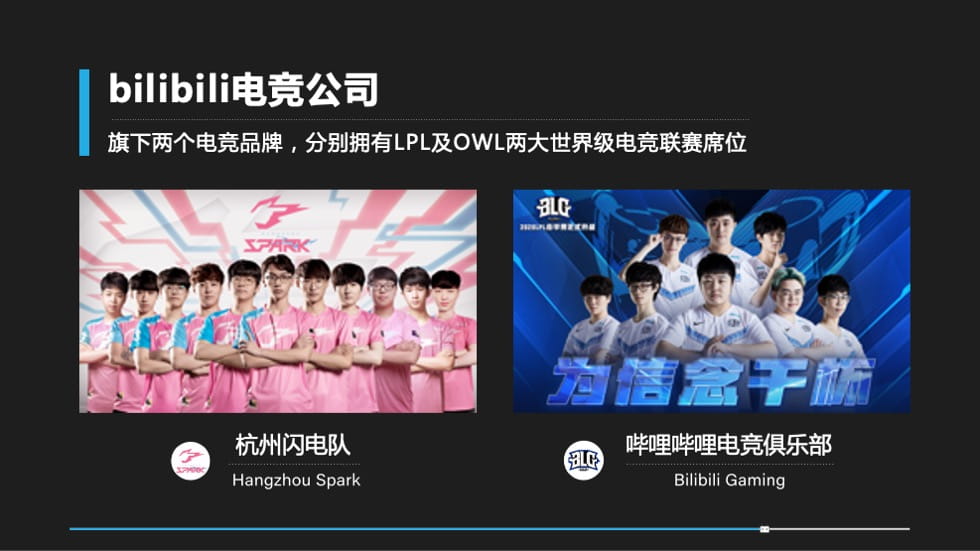 bilibili电竞公司
旗下两个电竞品牌，分别拥有LPL及OWL两大世界级电竞联赛席位
SPARK
BLG
为信念干杯
SPARK
杭州闪电队
Hangzhou Spark
BLG
哔哩哔哩电竞俱乐部
Bilibili Gaming